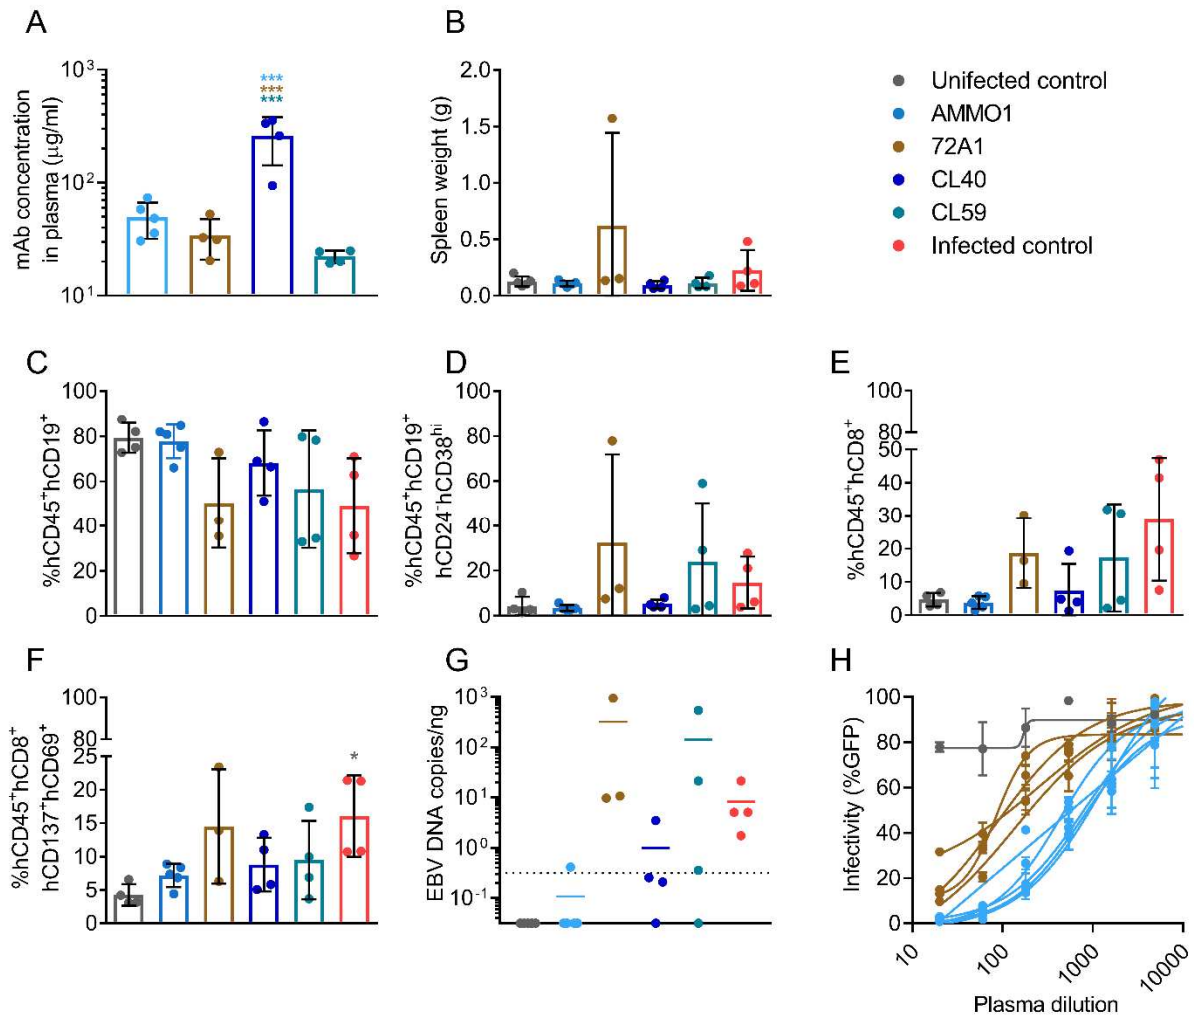 A
mAb concentration
in plasma (µg/ml)
10³
10²
10¹
***
***
***
B
Spleen weight (g)
2.0
1.5
1.0
0.5
0.0
Unifected control
AMMO1
72A1
CL40
CL59
Infected control
C
%hCD45⁺hCD19⁺
100
80
60
40
20
0
D
%hCD45⁺hCD19⁺
hCD24⁻hCD38ʰⁱ
100
80
60
40
20
0
E
%hCD45⁺hCD8⁺
100
80
50
40
30
20
10
0
F
%hCD45⁺hCD8⁺
hCD137⁺hCD69⁺
100
80
25
20
15
10
5
0
*
G
EBV DNA copies/ng
10³
10²
10¹
10⁰
10⁻¹
H
Infectivity (%GFP)
100
80
60
40
20
0
10
100
1000
10000
Plasma dilution